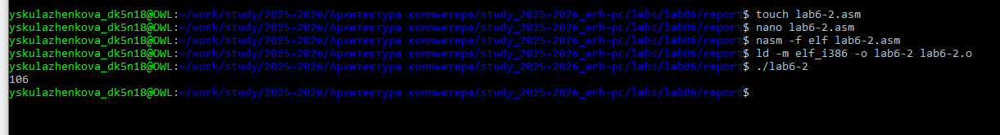 yskulazhenkova_dk5n18@OWL:~/work/study/2025-2026/Архитектура компьютера/study_2025-2026_arh-pc/labs/lab06/report$ touch lab6-2.asm
yskulazhenkova_dk5n18@OWL:~/work/study/2025-2026/Архитектура компьютера/study_2025-2026_arh-pc/labs/lab06/report$ nano lab6-2.asm
yskulazhenkova_dk5n18@OWL:~/work/study/2025-2026/Архитектура компьютера/study_2025-2026_arh-pc/labs/lab06/report$ nasm -f elf lab6-2.asm
yskulazhenkova_dk5n18@OWL:~/work/study/2025-2026/Архитектура компьютера/study_2025-2026_arh-pc/labs/lab06/report$ ld -m elf_i386 -o lab6-2 lab6-2.o
yskulazhenkova_dk5n18@OWL:~/work/study/2025-2026/Архитектура компьютера/study_2025-2026_arh-pc/labs/lab06/report$ ./lab6-2
106
yskulazhenkova_dk5n18@OWL:~/work/study/2025-2026/Архитектура компьютера/study_2025-2026_arh-pc/labs/lab06/report$